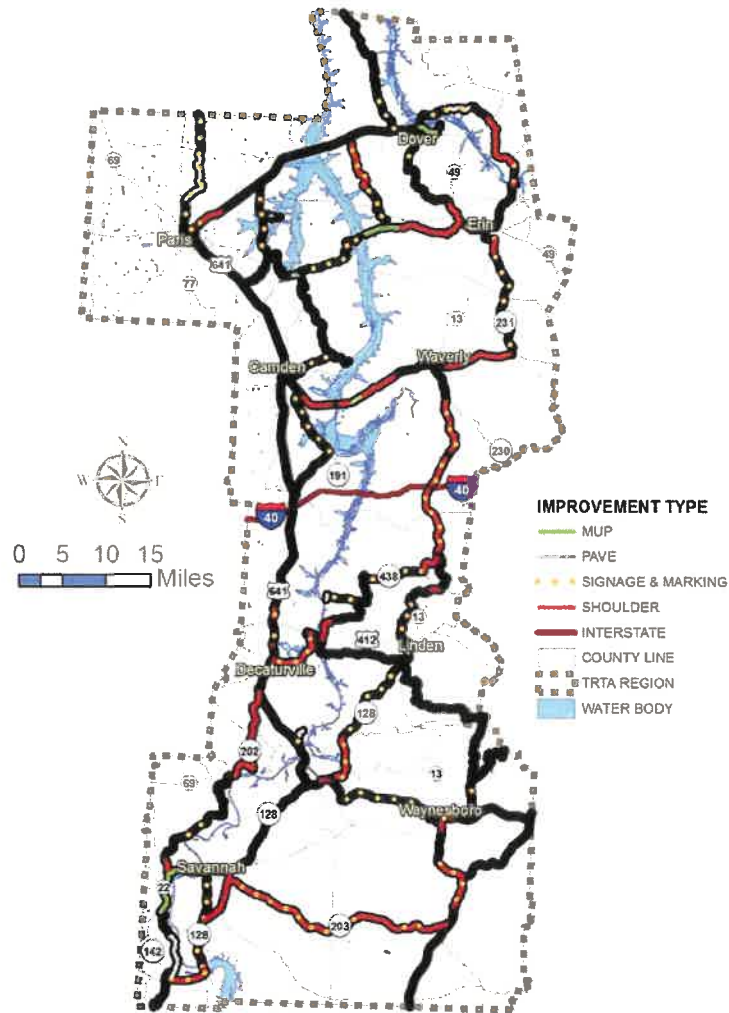 Dover
69
49
Paris
Erin
641
49
77
13
231
Waverly
Camden
230
N
W E
S
191
40
40
IMPROVEMENT TYPE
MUP
PAVE
SIGNAGE & MARKING
SHOULDER
INTERSTATE
COUNTY LINE
TRTA REGION
WATER BODY
0 5 10 15
Miles
438
641
13
412
Linden
Decaturville
128
202
69
13
128
Waynesboro
Savannah
22
203
128
142